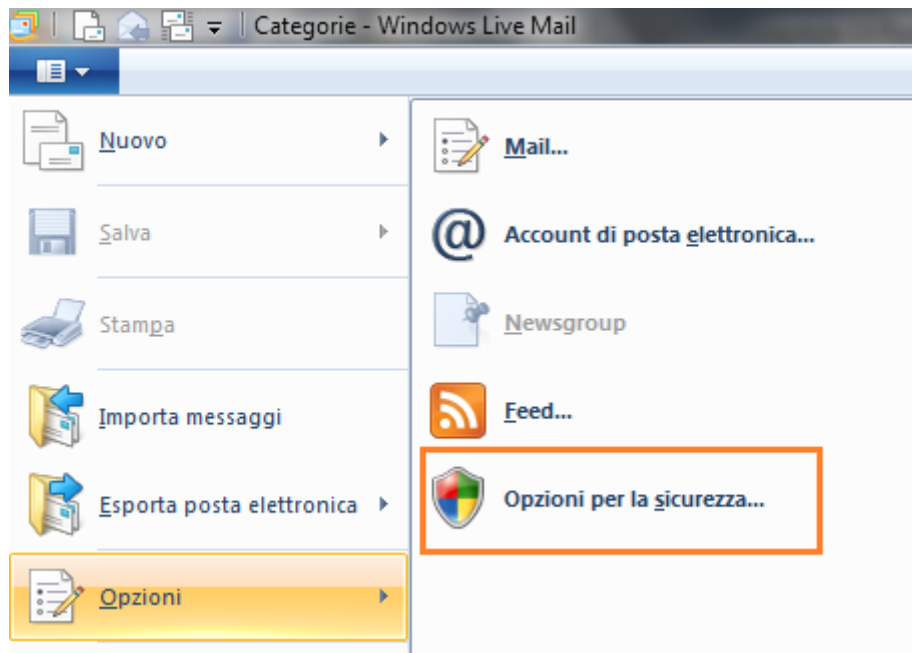 Categorie - Windows Live Mail
Nuovo
Salva
Stampa
Importa messaggi
Esporta posta elettronica
Opzioni
Mail...
@
Account di posta elettronica...
Newsgroup
Feed...
Opzioni per la sicurezza...